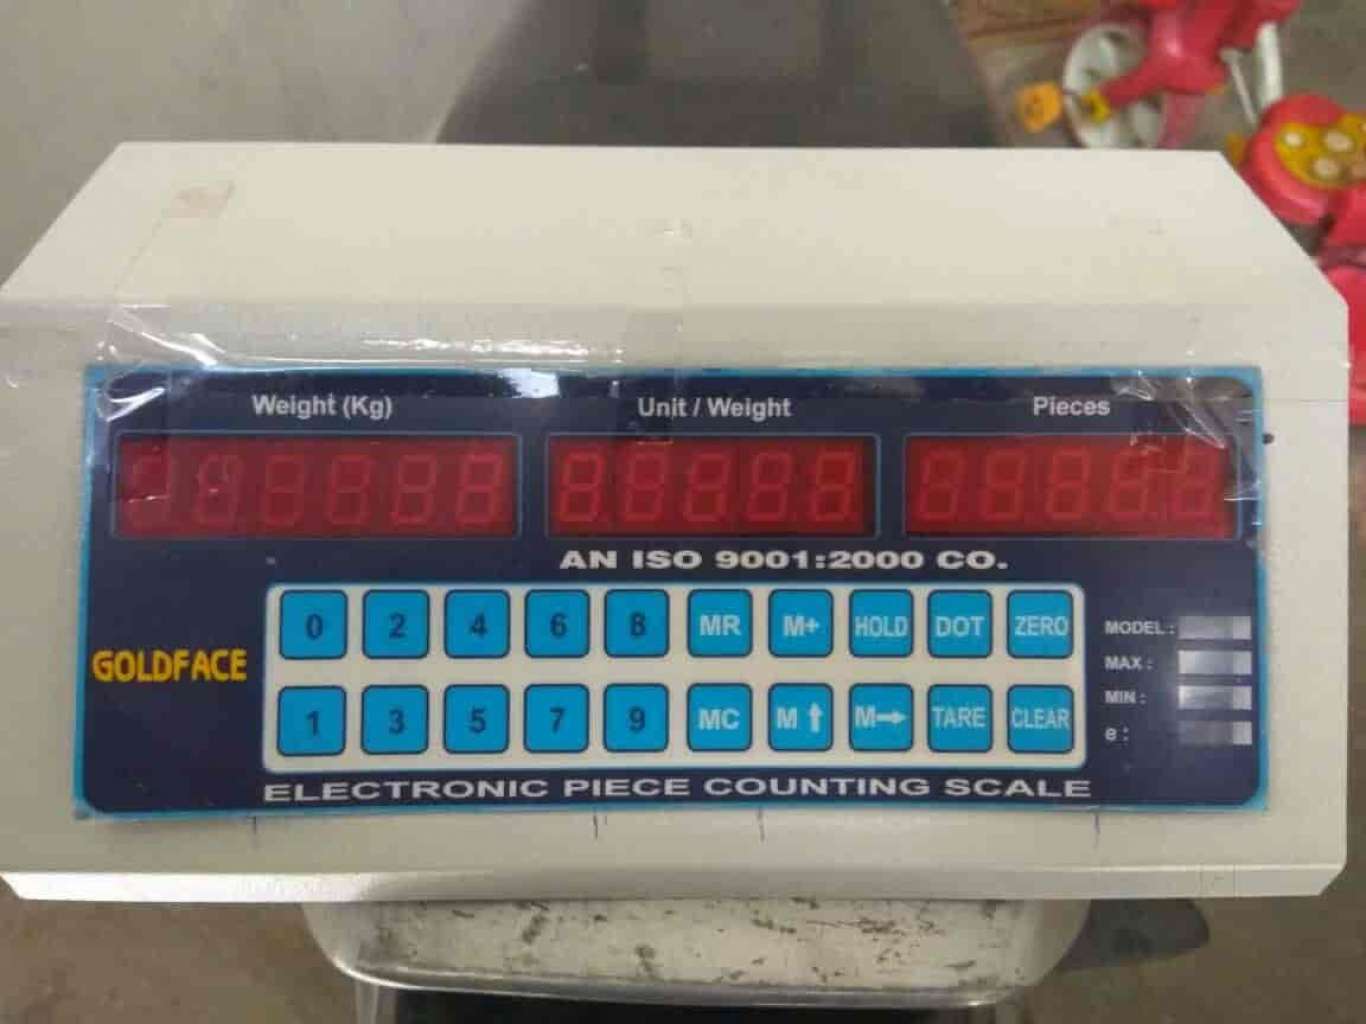 Weight (Kg) Unit / Weight Pieces
AN ISO 9001:2000 CO.
0 2 4 6 8 MR M+ HOLD DOT ZERO
GOLDFACE
1 3 5 7 9 MC M↑ M→ TARE CLEAR
MODEL :
MAX :
MIN :
e :
ELECTRONIC PIECE COUNTING SCALE